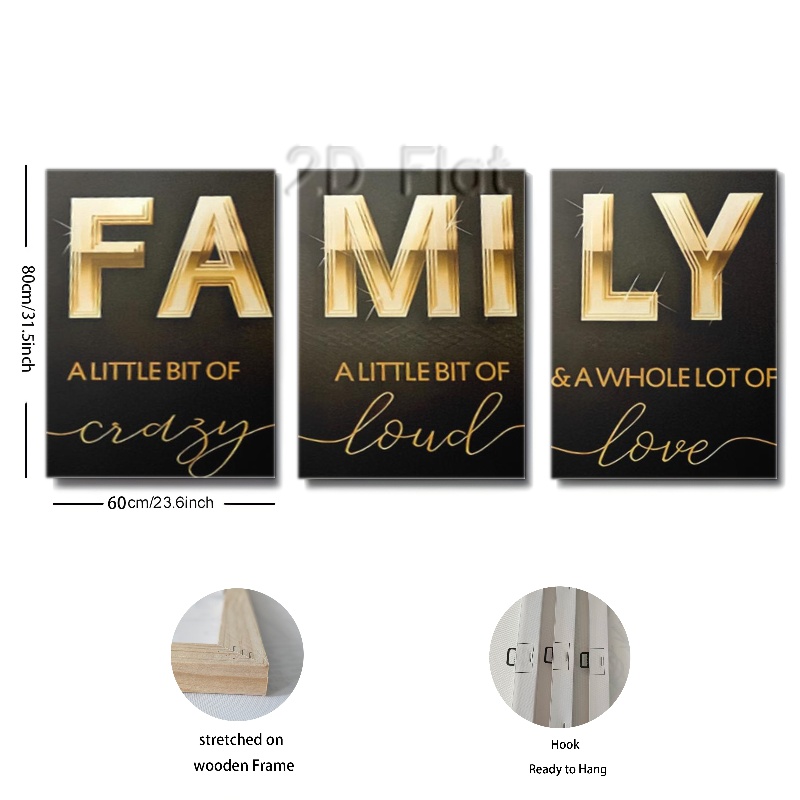 2D Flat
FA
MI
LY
A LITTLE BIT OF
crazy
A LITTLE BIT OF
loud
& A WHOLE LOT OF
love
80cm/31.5inch
60cm/23.6inch
stretched on
wooden Frame
Hook
Ready to Hang